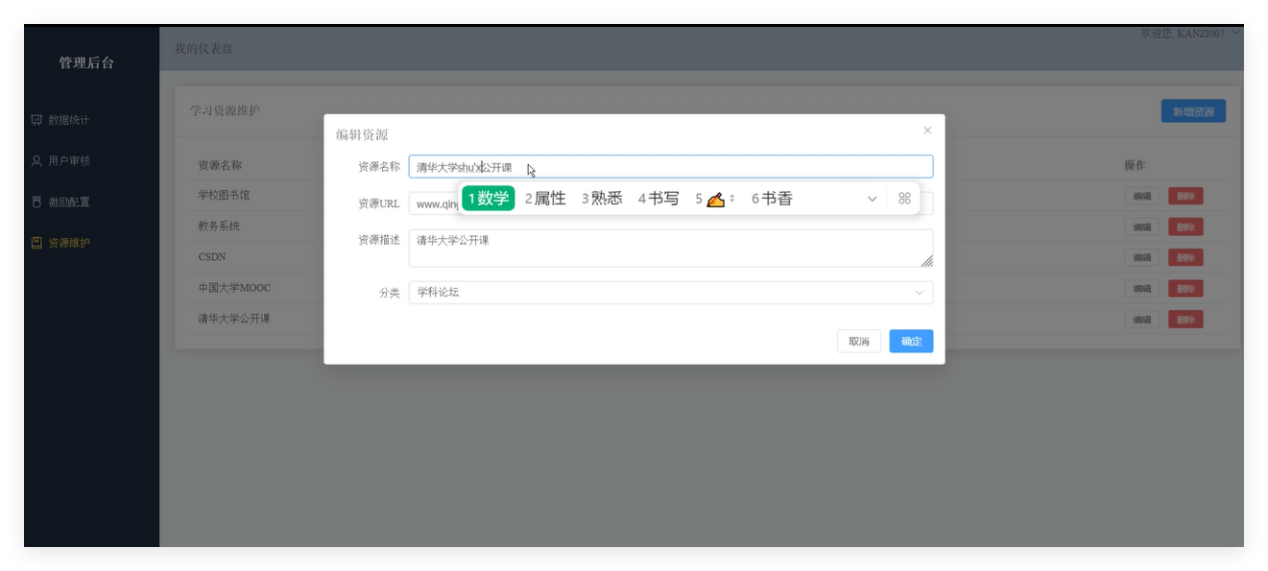 欢迎您, KANZI007
管理后台
我的仪表盘
数据统计
用户审核
激励配置
资源维护
学习资源维护
新增资源
资源名称
操作
学校图书馆
编辑 删除
教务系统
编辑 删除
CSDN
编辑 删除
中国大学MOOC
编辑 删除
清华大学公开课
编辑 删除
编辑资源
资源名称 清华大学shu'x公开课
1数学 2属性 3熟悉 4书写 5✍ 6书香
资源URL www.qing
资源描述 清华大学公开课
分类 学科论坛
取消 确定